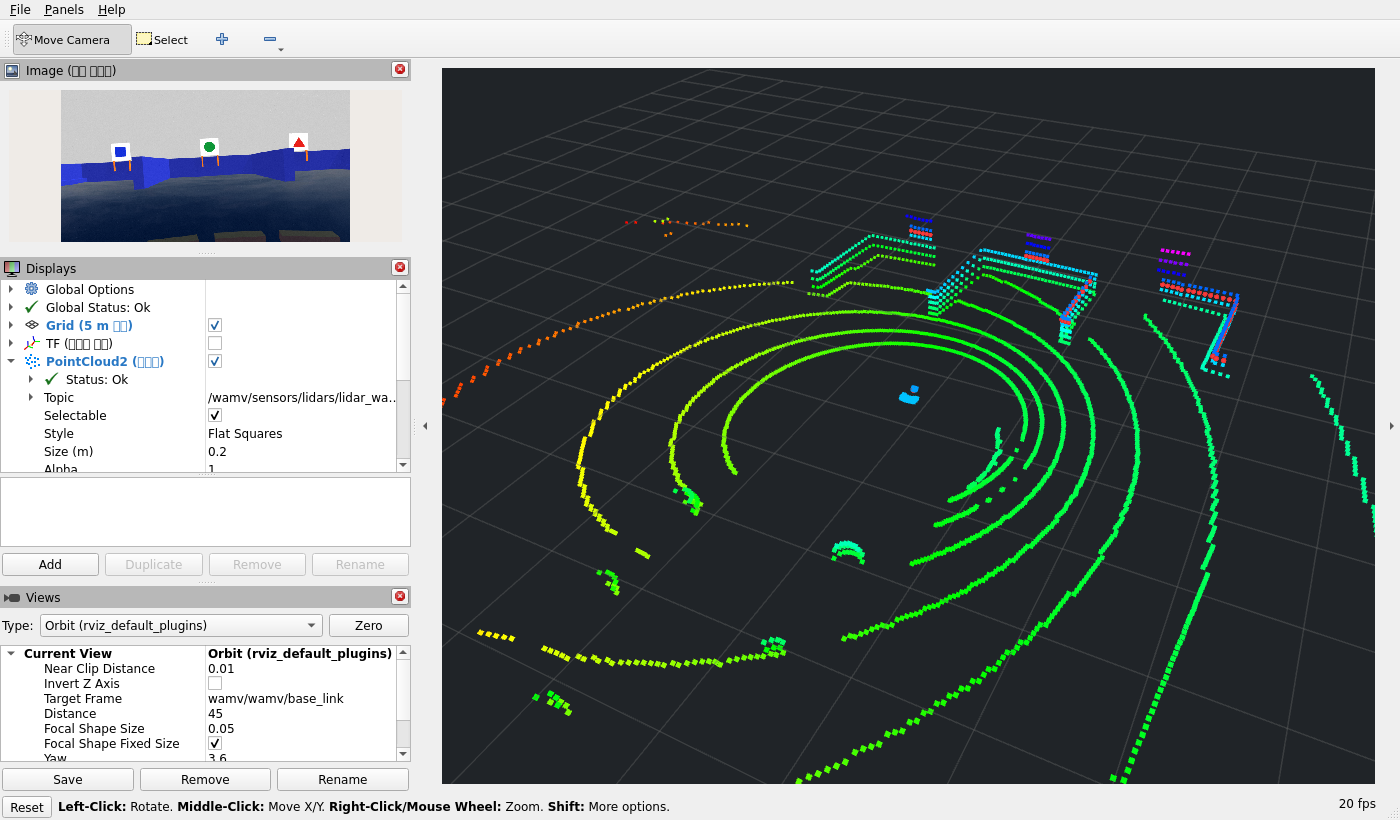 File Panels Help
Move Camera Select
Image (
Displays
Global Options
Global Status: Ok
Grid (5 m
TF (
PointCloud2 (
Status: Ok
Topic /wamv/sensors/lidars/lidar_wa...
Selectable
Style Flat Squares
Size (m) 0.2
Alpha 1
Add Duplicate Remove Rename
Views
Type: Orbit (rviz_default_plugins) Zero
Current View Orbit (rviz_default_plugins)
Near Clip Distance 0.01
Invert Z Axis
Target Frame wamv/wamv/base_link
Distance 45
Focal Shape Size 0.05
Focal Shape Fixed Size
Yaw 3.6
Save Remove Rename
Reset Left-Click: Rotate. Middle-Click: Move X/Y. Right-Click/Mouse Wheel: Zoom. Shift: More options. 20 fps